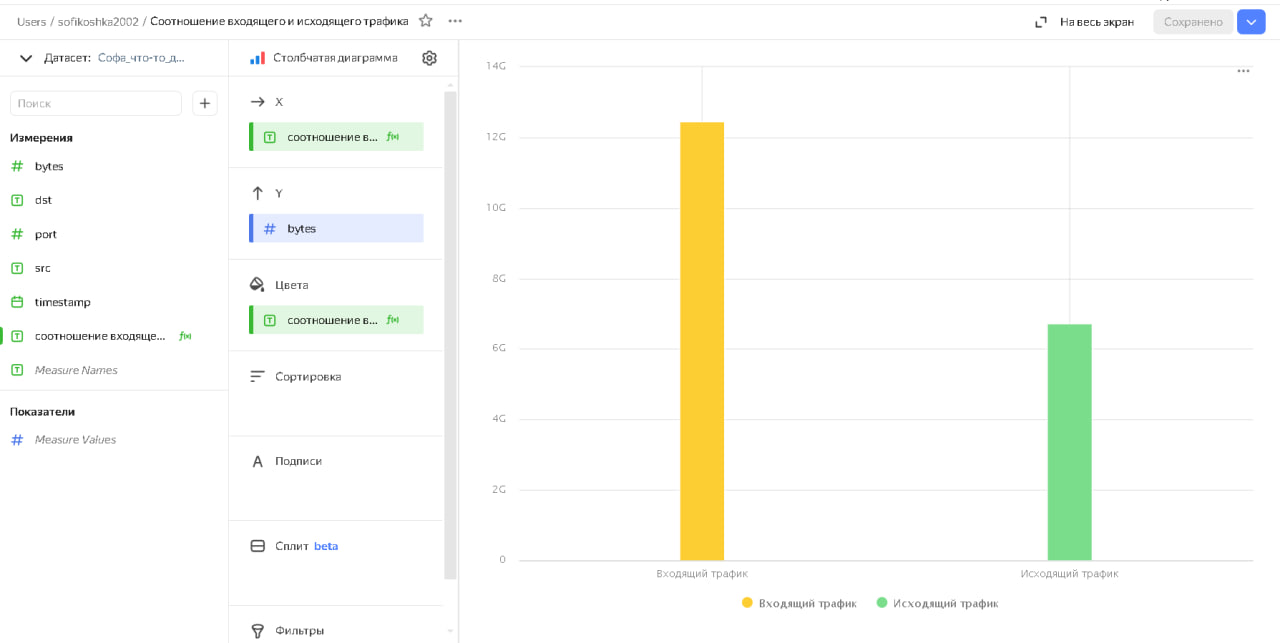 Users / sofikoshka2002 / Соотношение входящего и исходящего трафика
На весь экран
Сохранено
Датасет: Софа_что-то_д...
Поиск
Измерения
bytes
dst
port
src
timestamp
соотношение входяще...
Measure Names
Показатели
Measure Values
Столбчатая диаграмма
X
соотношение в...
Y
bytes
Цвета
соотношение в...
Сортировка
Подписи
Сплит beta
Фильтры
14G
12G
10G
8G
6G
4G
2G
0
Входящий трафик
Исходящий трафик
Входящий трафик
Исходящий трафик